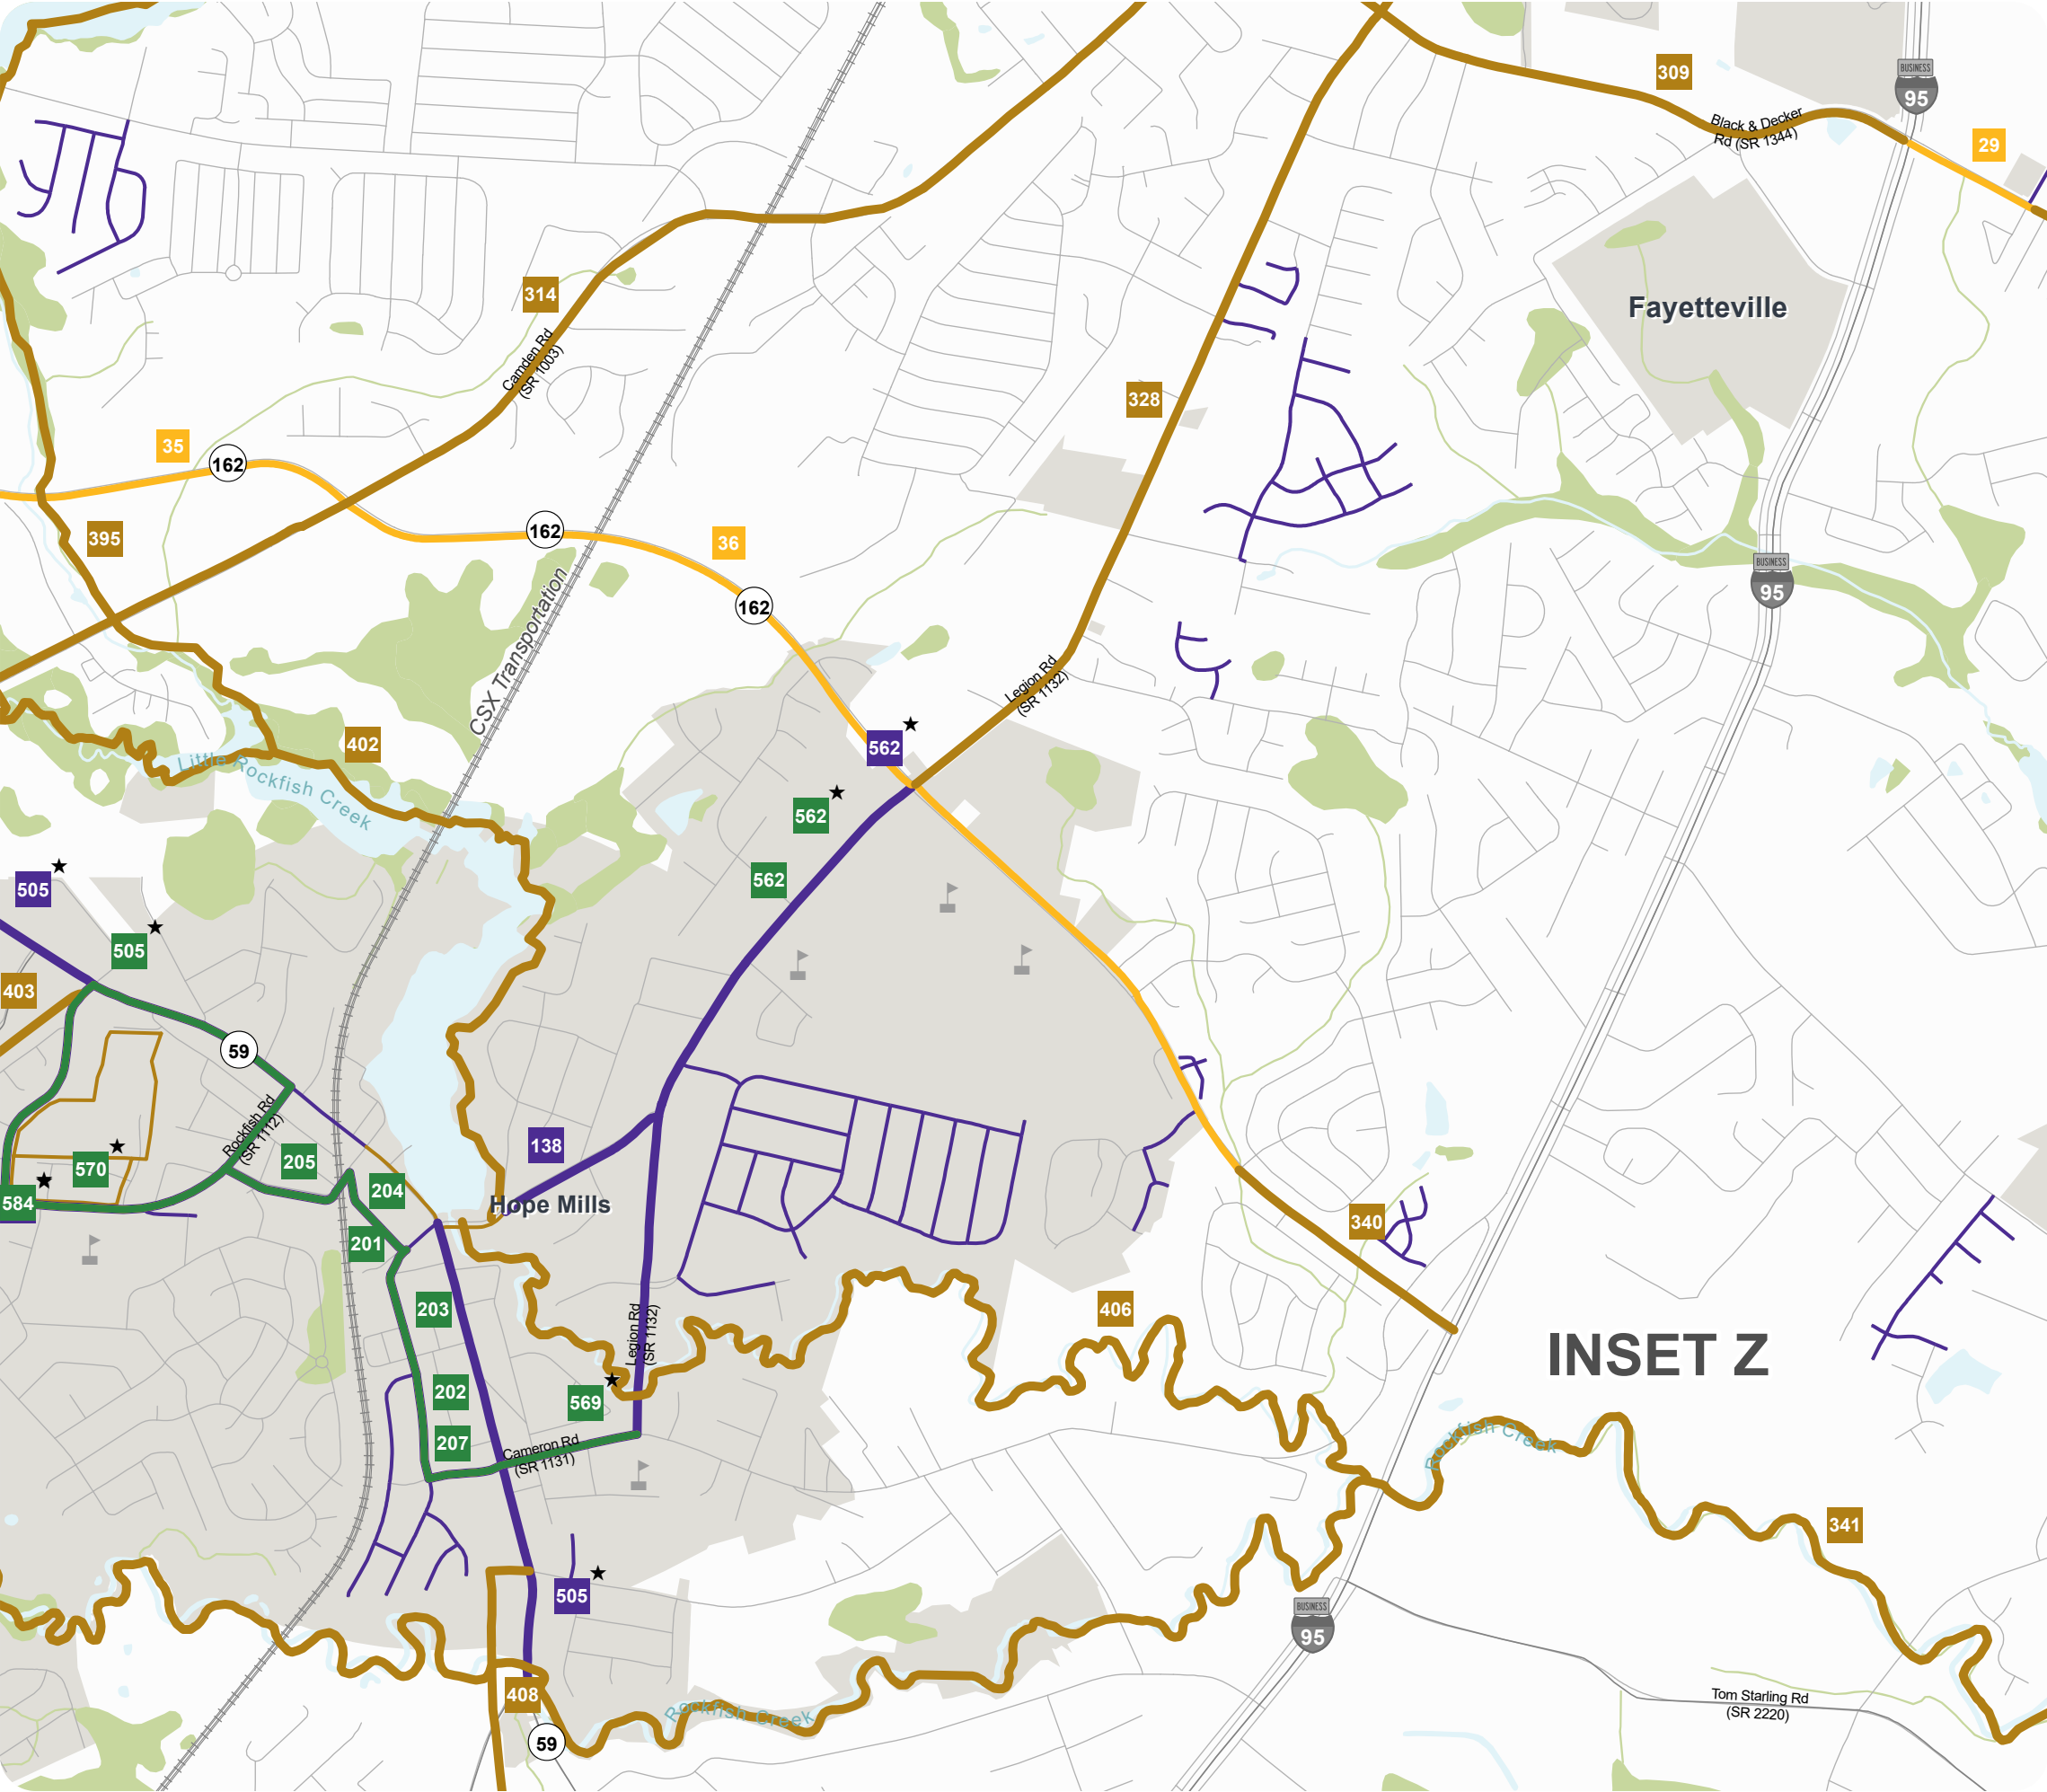 BUSINESS
95
309
Black & Decker
Rd (SR 1344)
29
Fayetteville
314
Camden Rd
(SR 1003)
328
35
162
162
36
395
BUSINESS
95
162
CSX Transportation
Legion Rd
(SR 1132)
402
562
Little Rockfish Creek
562
562
505
505
403
59
Rockfish Rd
(SR 1112)
138
205
570
204
584
Hope Mills
201
340
203
406
Legion Rd
(SR 1132)
INSET Z
202
569
207
Cameron Rd
(SR 1131)
Rockfish Creek
341
505
BUSINESS
95
408
Rockfish Creek
Tom Starling Rd
(SR 2220)
59